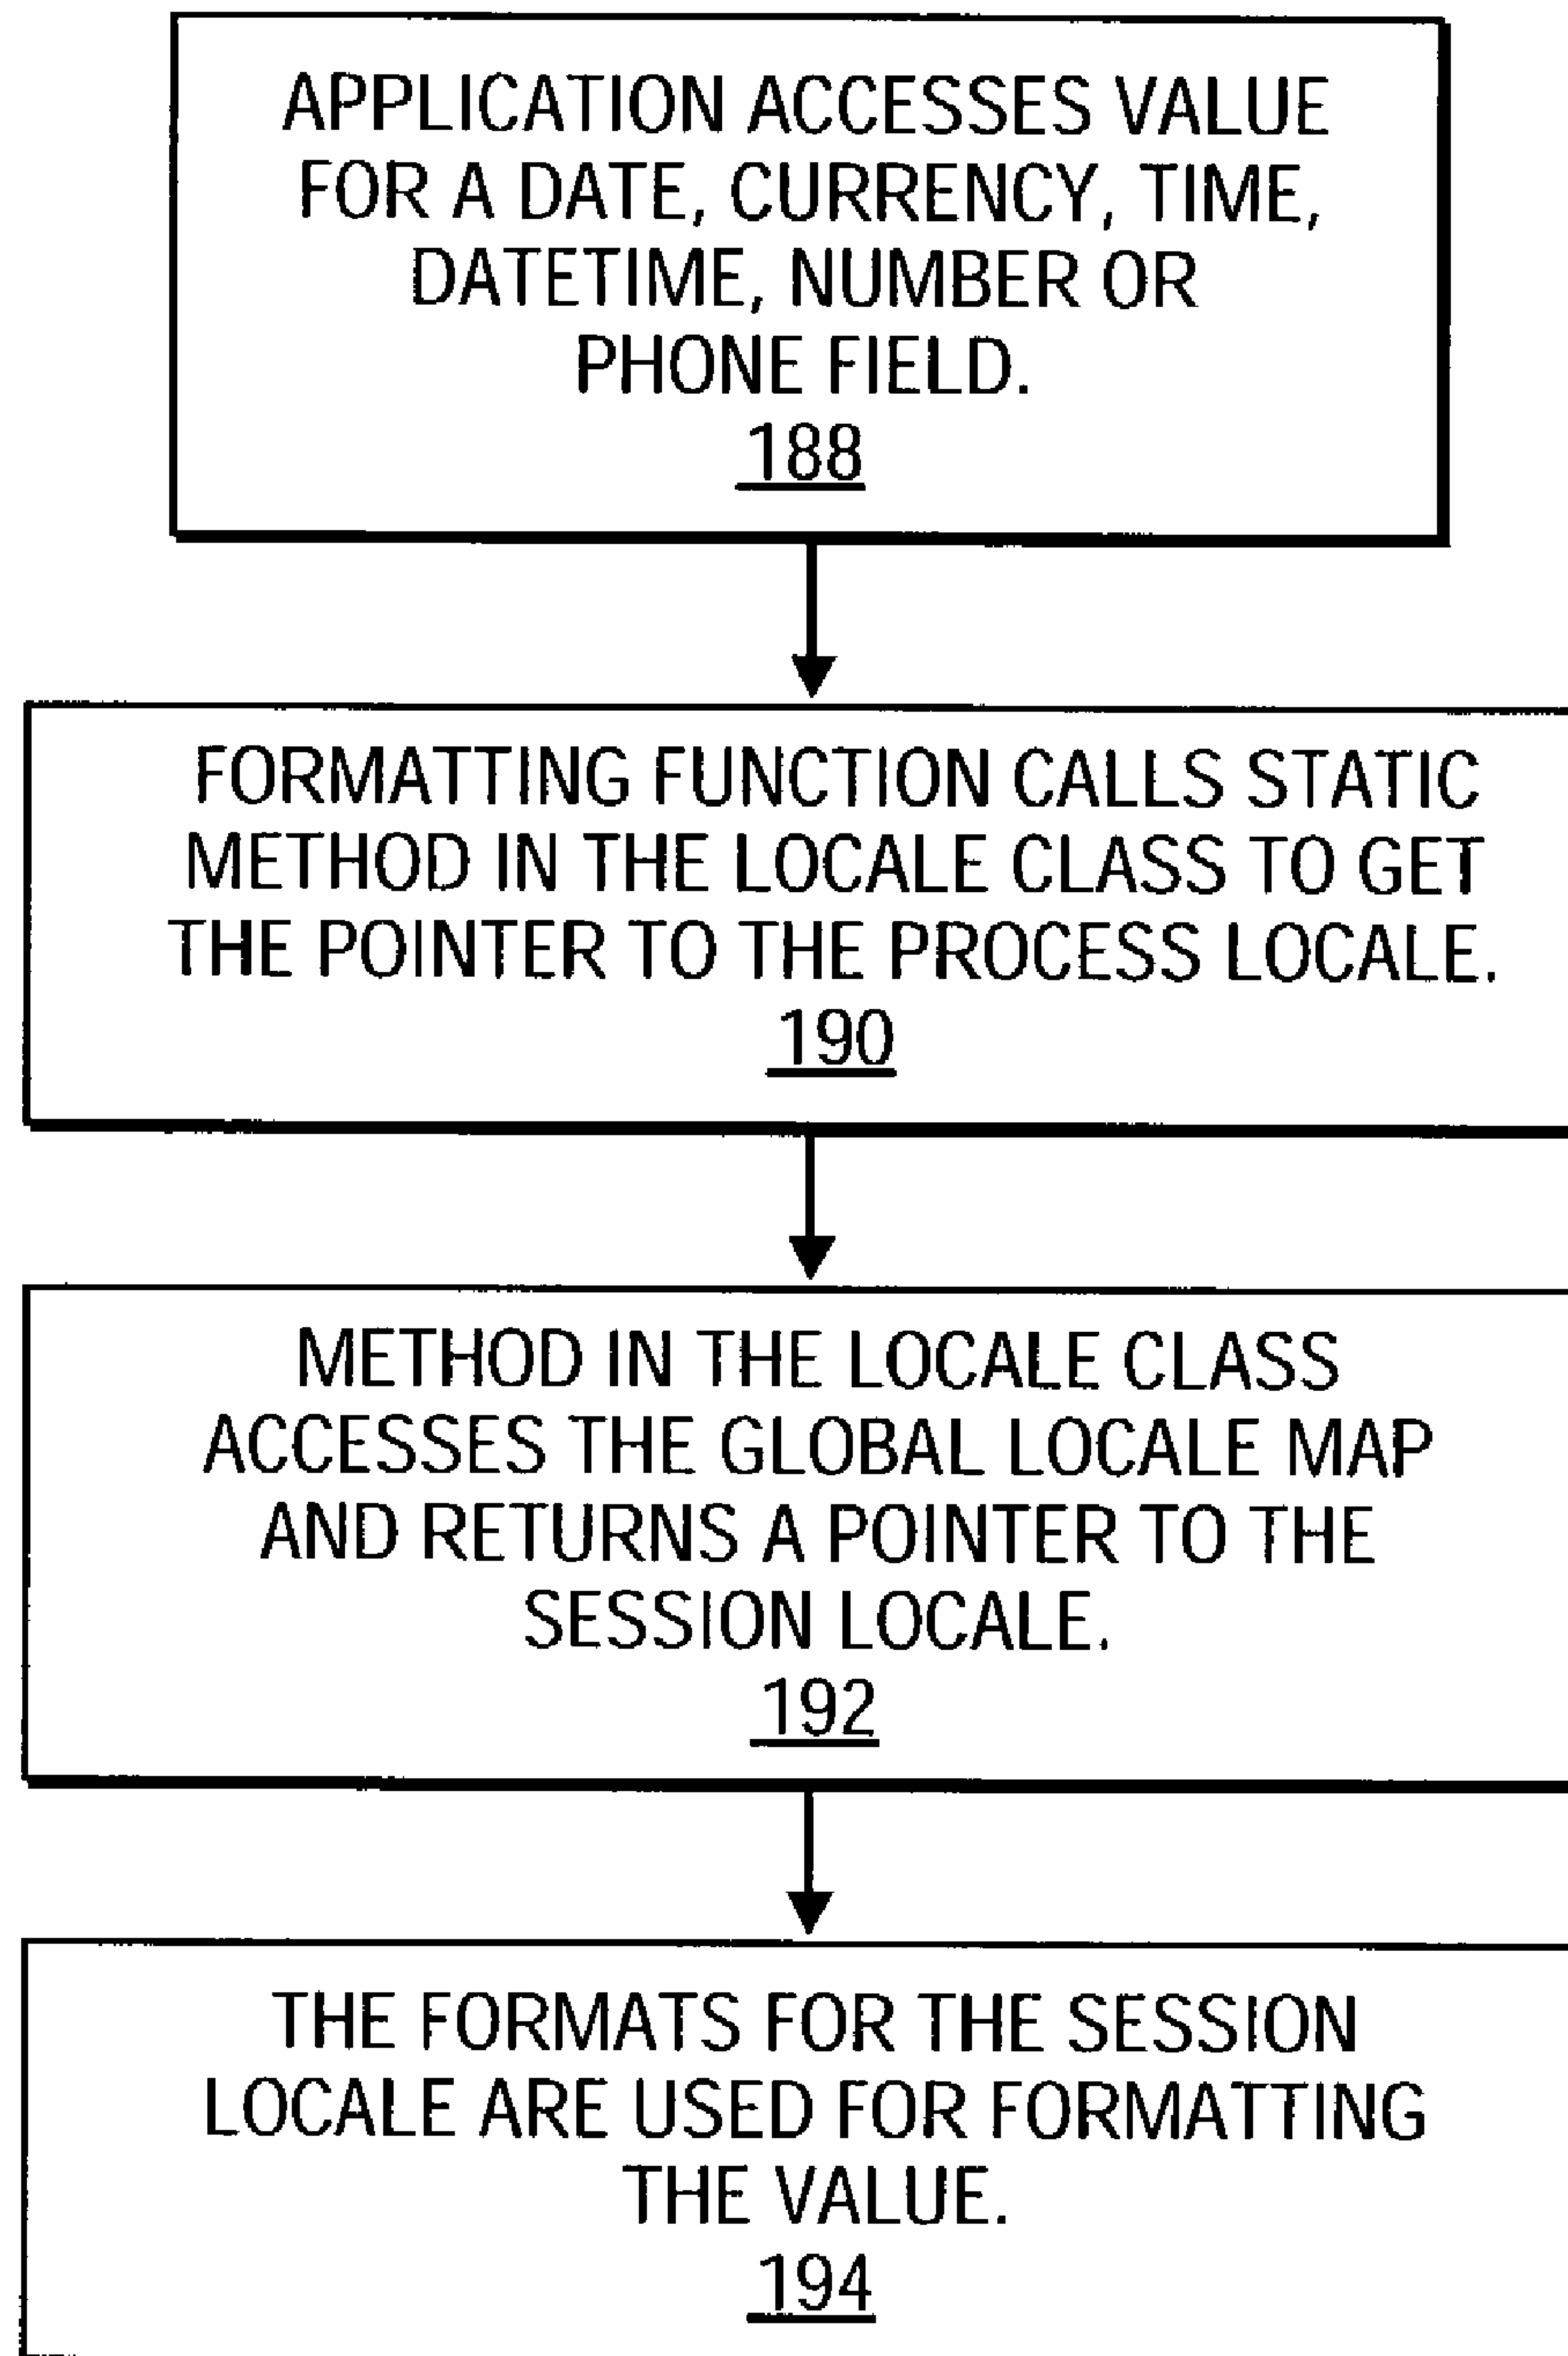 APPLICATION ACCESSES VALUE
FOR A DATE, CURRENCY, TIME,
DATETIME, NUMBER OR
PHONE FIELD.
188
FORMATTING FUNCTION CALLS STATIC
METHOD IN THE LOCALE CLASS TO GET
THE POINTER TO THE PROCESS LOCALE.
190
METHOD IN THE LOCALE CLASS
ACCESSES THE GLOBAL LOCALE MAP
AND RETURNS A POINTER TO THE
SESSION LOCALE.
192
THE FORMATS FOR THE SESSION
LOCALE ARE USED FOR FORMATTING
THE VALUE.
194